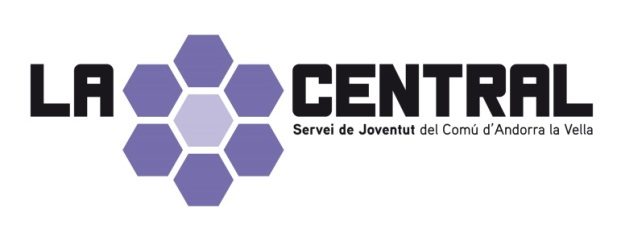 LA CENTRAL
Servei de Joventut del Comú d'Andorra la Vella